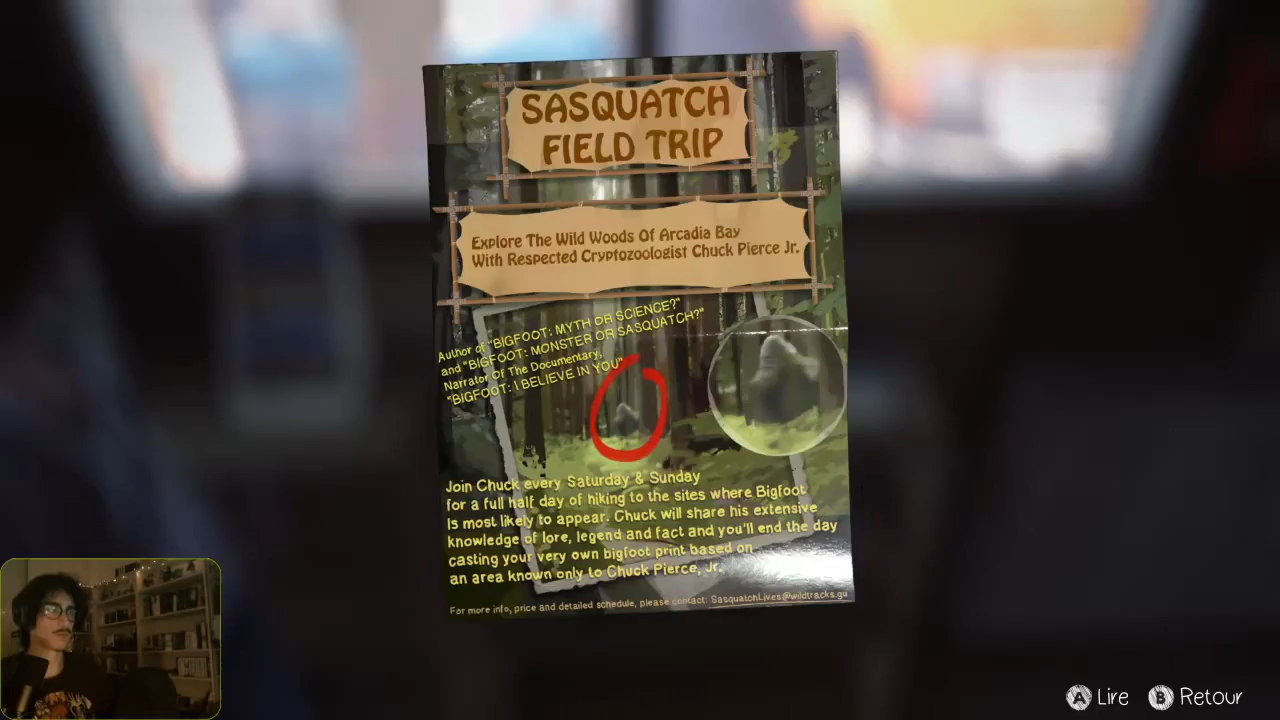 SASQUATCH
FIELD TRIP
Explore The Wild Woods Of Arcadia Bay
With Respected Cryptozoologist Chuck Pierce Jr.
Author of "BIGFOOT: MYTH OR SCIENCE?"
and "BIGFOOT: MONSTER OR SASQUATCH?"
Narrator Of The Documentary,
"BIGFOOT: I BELIEVE IN YOU"
Join Chuck every Saturday & Sunday
for a full half day of hiking to the sites where Bigfoot
Is most likely to appear. Chuck will share his extensive
knowledge of lore, legend and fact and you'll end the day
casting your very own bigfoot print based on
an area known only to Chuck Pierce, Jr.
For more info, price and detailed schedule, please contact: SasquatchLives@wildtracks.gu
A Lire B Retour